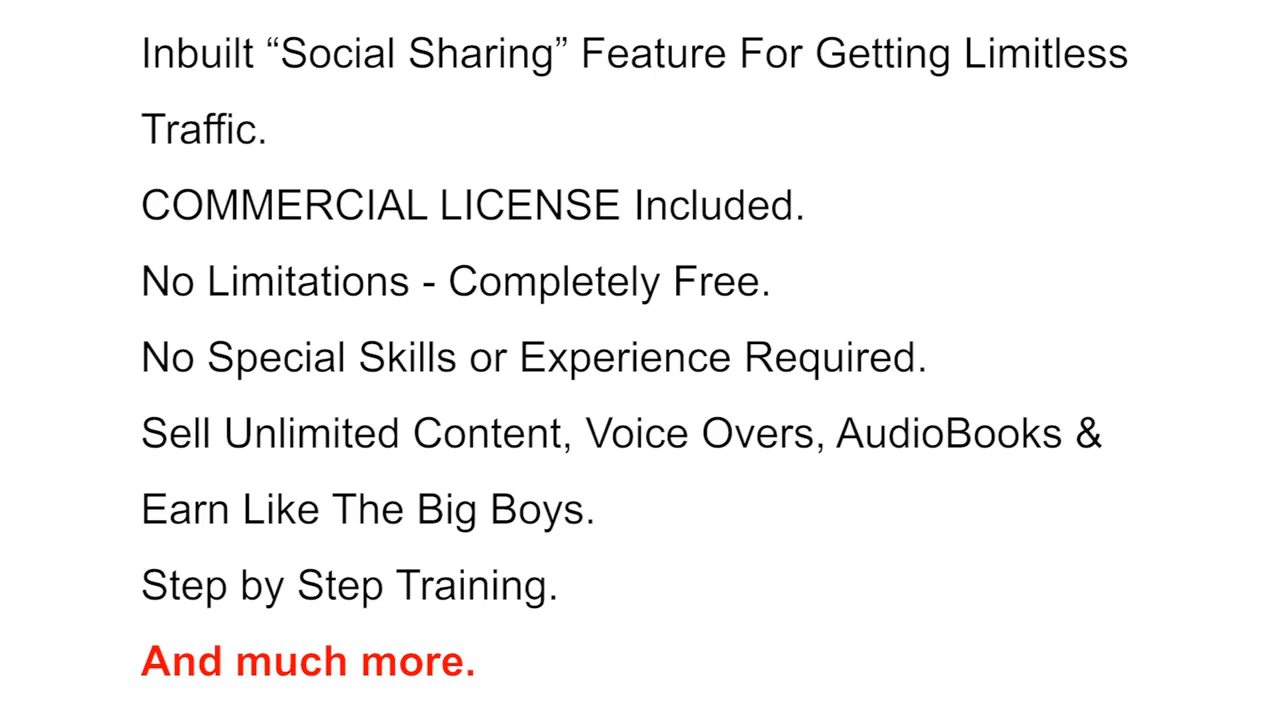 Inbuilt “Social Sharing” Feature For Getting Limitless
Traffic.
COMMERCIAL LICENSE Included.
No Limitations - Completely Free.
No Special Skills or Experience Required.
Sell Unlimited Content, Voice Overs, AudioBooks &
Earn Like The Big Boys.
Step by Step Training.
And much more.